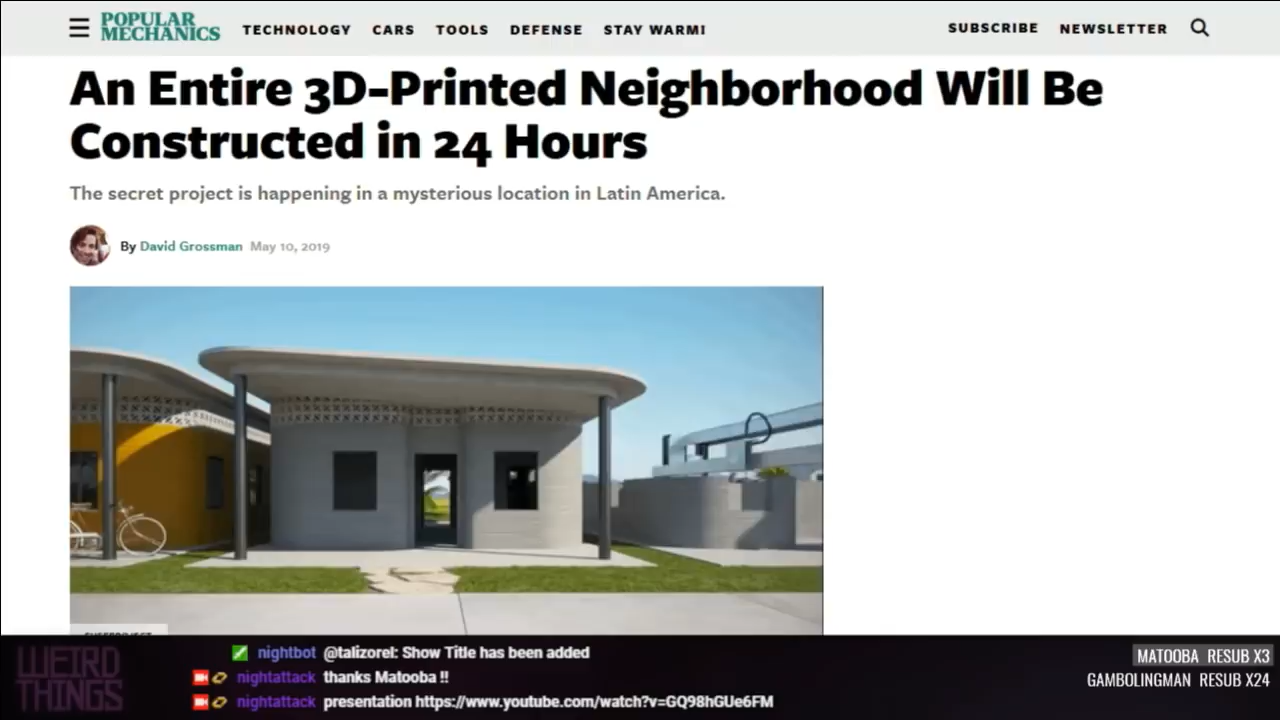 POPULAR
MECHANICS
TECHNOLOGY CARS TOOLS DEFENSE STAY WARM!
SUBSCRIBE NEWSLETTER
An Entire 3D-Printed Neighborhood Will Be
Constructed in 24 Hours
The secret project is happening in a mysterious location in Latin America.
By David Grossman May 10, 2019
WEIRD
THINGS
nightbot @talizorel: Show Title has been added
nightattack thanks Matooba !!
nightattack presentation https://www.youtube.com/watch?v=GQ98hGUe6FM
MATOOBA RESUB X3
GAMBOLINGMAN RESUB X24